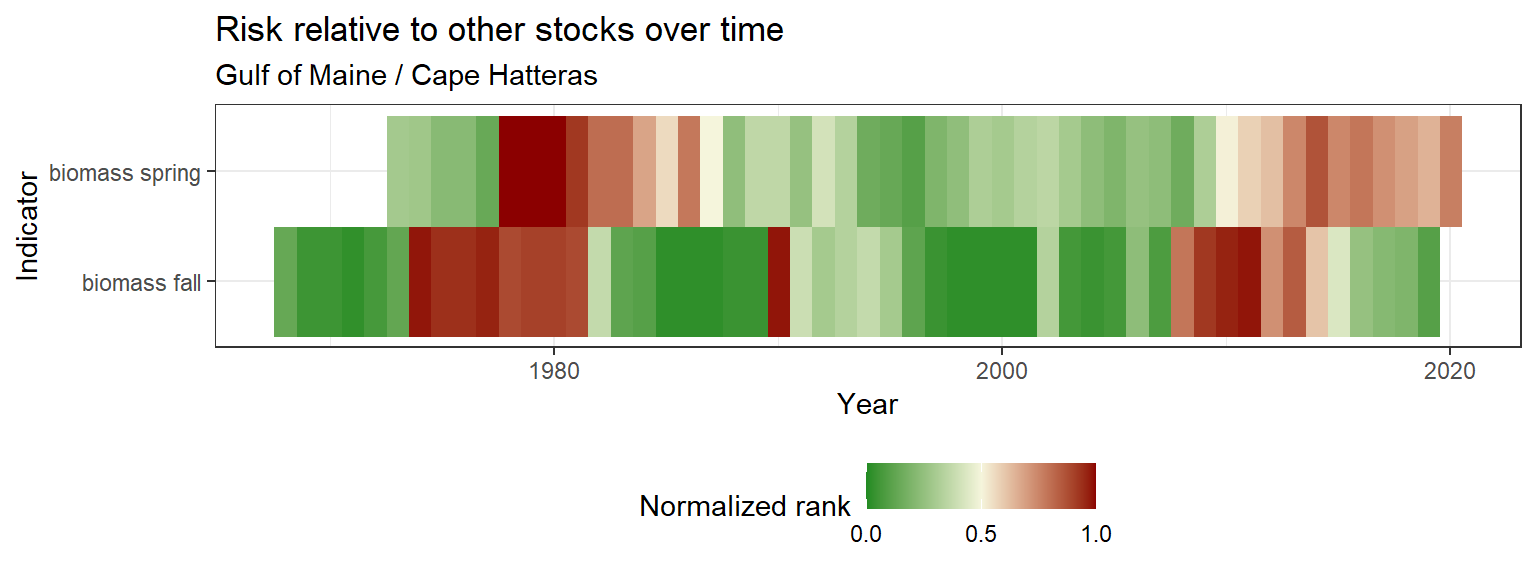 Risk relative to other stocks over time
Gulf of Maine / Cape Hatteras
Indicator
biomass spring
biomass fall
1980 2000 2020
Year
Normalized rank
0.0 0.5 1.0